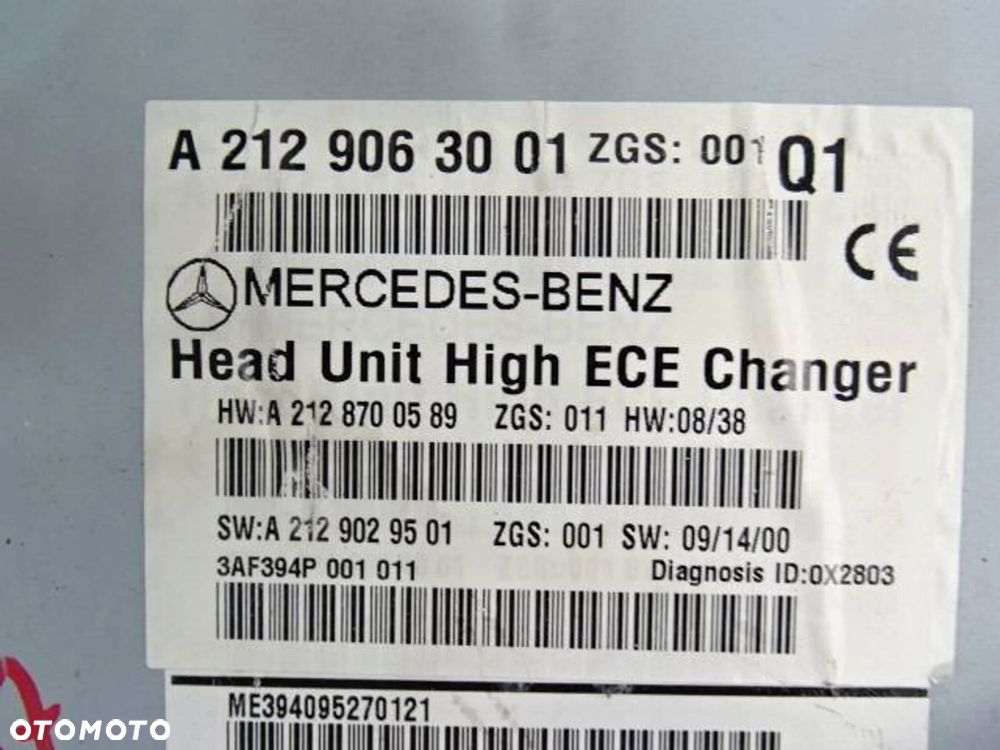 A 212 906 30 01 ZGS: 001 Q1
CE
MERCEDES-BENZ
Head Unit High ECE Changer
HW:A 212 870 05 89 ZGS: 011 HW:08/38
SW:A 212 902 95 01 ZGS: 001 SW: 09/14/00
3AF394P 001 011 Diagnosis ID:0X2803
ME394095270121
OTOMOTO